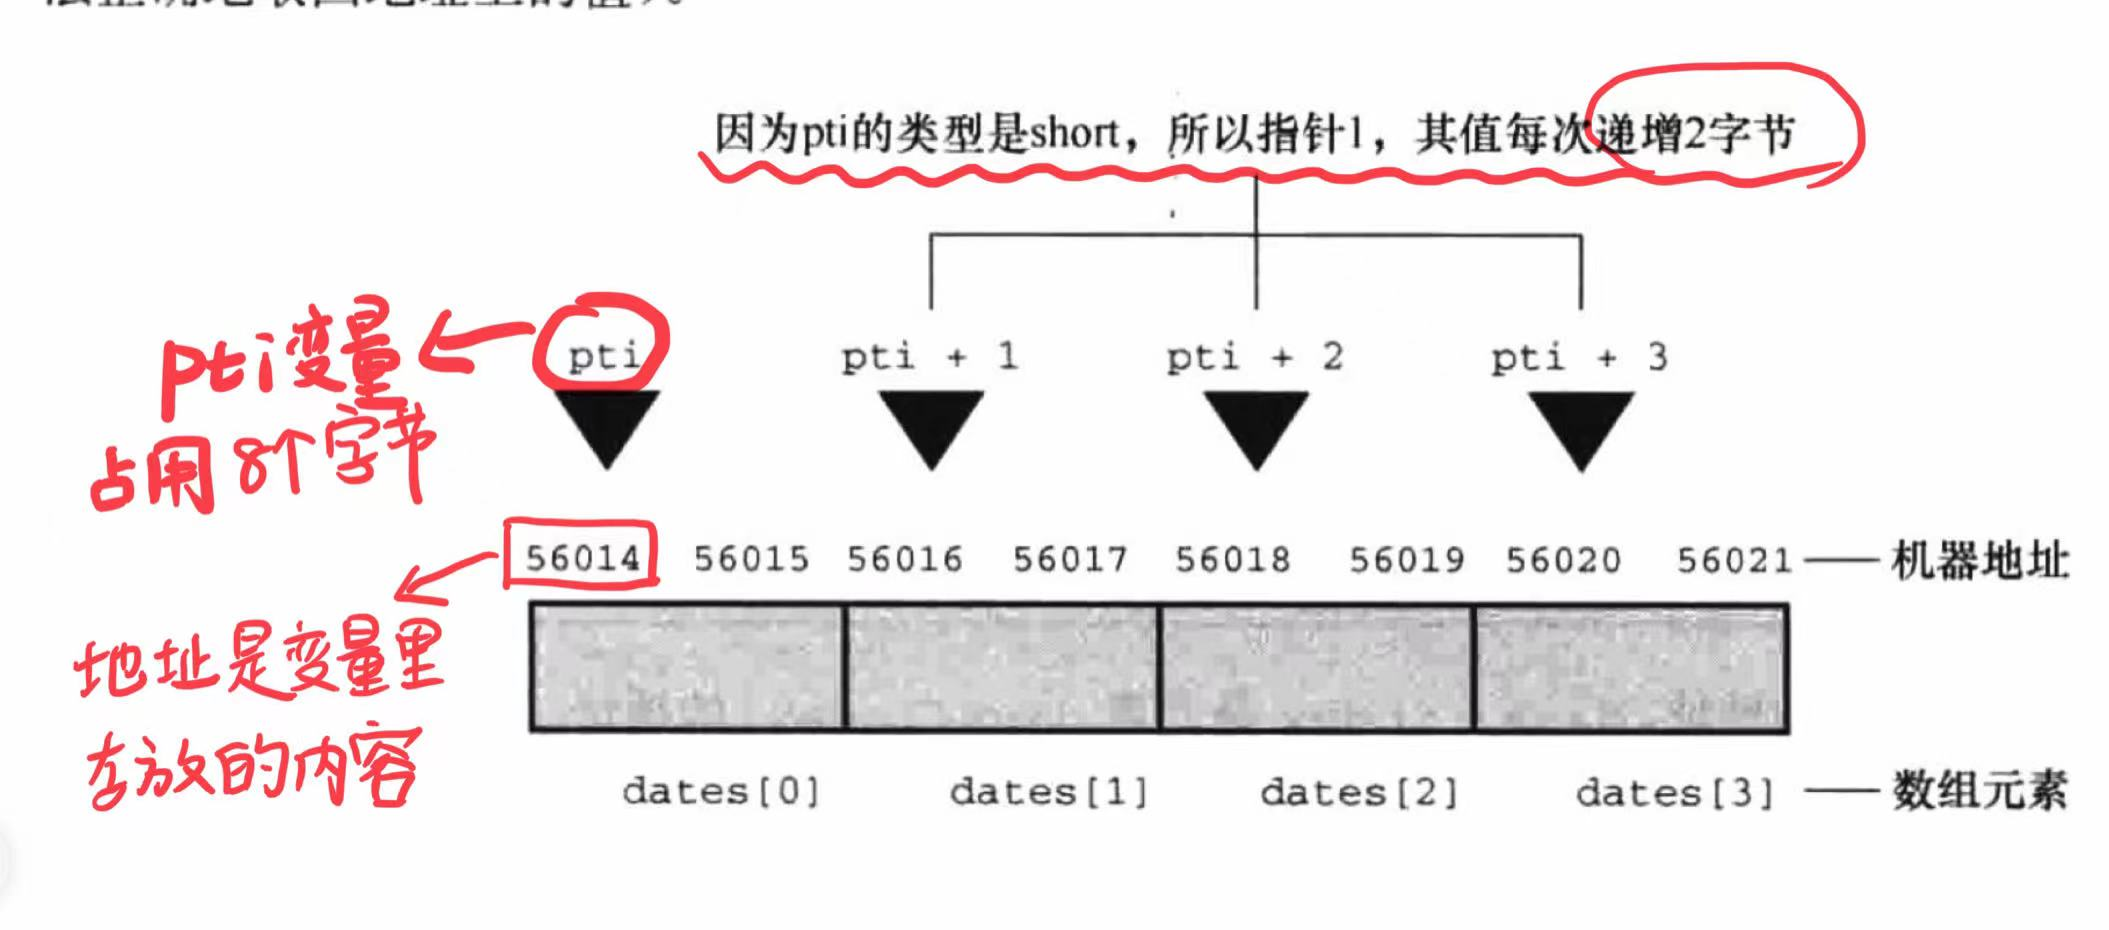 因为pti的类型是short，所以指针1，其值每次递增2字节
pti pti + 1 pti + 2 pti + 3
pti变量
占用8个字节
56014 56015 56016 56017 56018 56019 56020 56021 机器地址
地址是变量里
存放的内容
dates[0] dates[1] dates[2] dates[3] 数组元素